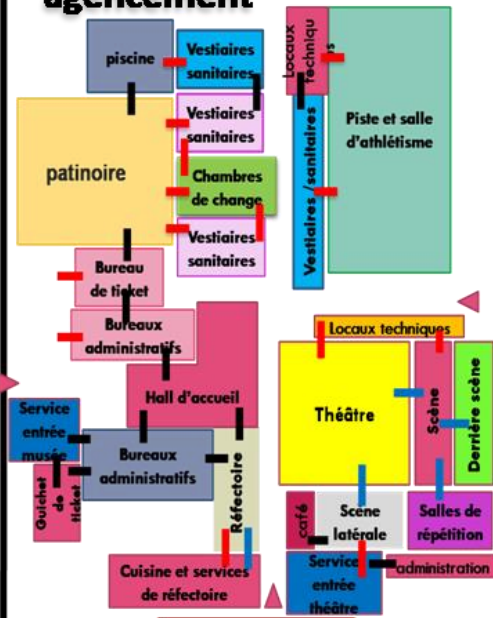 agencement
piscine
Vestiaires
sanitaires
Vestiaires
sanitaires
patinoire
Chambres
de change
Vestiaires
sanitaires
Locaux
techniques
Vestiaires /sanitaires
Piste et salle
d'athlétisme
Bureau
de ticket
Bureaux
administratifs
Hall d'accueil
Service
entrée
musée
Bureaux
administratifs
Guichet
de
ticket
Réfectoire
Cuisine et services
de réfectoire
Locaux techniques
Théâtre
Scène
Derrière scène
café
Scène
latérale
Salles de
répétition
Service
entrée
théâtre
administration